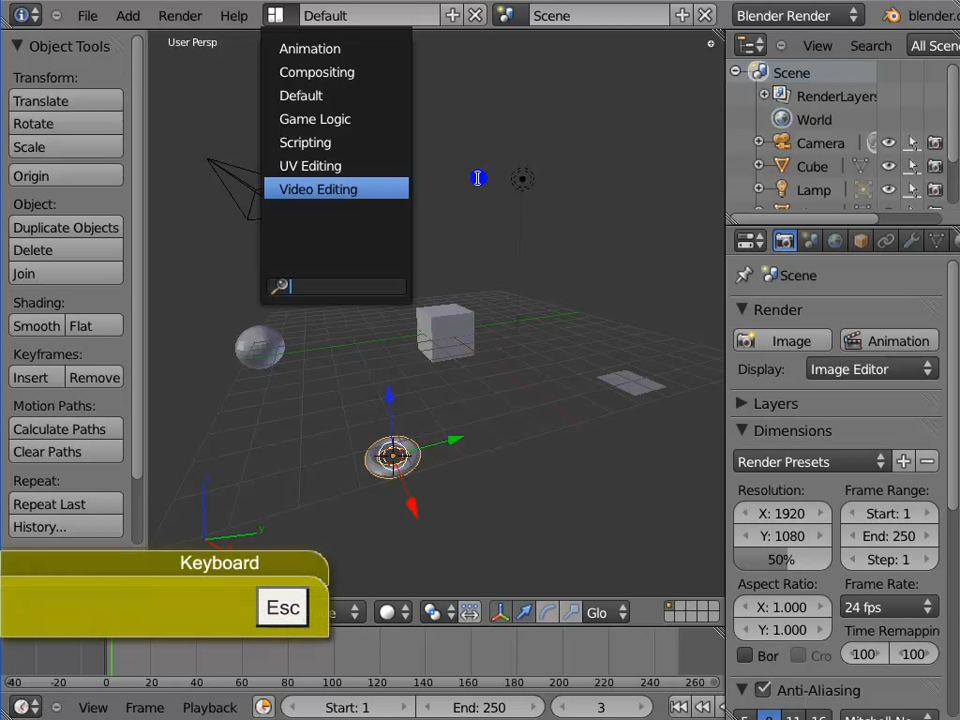 File Add Render Help Default Scene Blender Render blender.c
Object Tools
User Persp
Transform:
Translate
Rotate
Scale
Origin
Object:
Duplicate Objects
Delete
Join
Shading:
Smooth Flat
Keyframes:
Insert Remove
Motion Paths:
Calculate Paths
Clear Paths
Repeat:
Repeat Last
History...
Animation
Compositing
Default
Game Logic
Scripting
UV Editing
Video Editing
Keyboard
Esc
Glo
View Search All Scen
Scene
RenderLayers
World
Camera
Cube
Lamp
Scene
Render
Image Animation
Display: Image Editor
Layers
Dimensions
Render Presets
Resolution: Frame Range:
X: 1920 Start: 1
Y: 1080 End: 250
50% Step: 1
Aspect Ratio: Frame Rate:
X: 1.000 24 fps
Y: 1.000 Time Remappin
Bor Cro 100 100
Anti-Aliasing
-40 -20 0 20 40 60 80 100 120 140 160 180 200 220 240 260
View Frame Playback Start: 1 End: 250 3